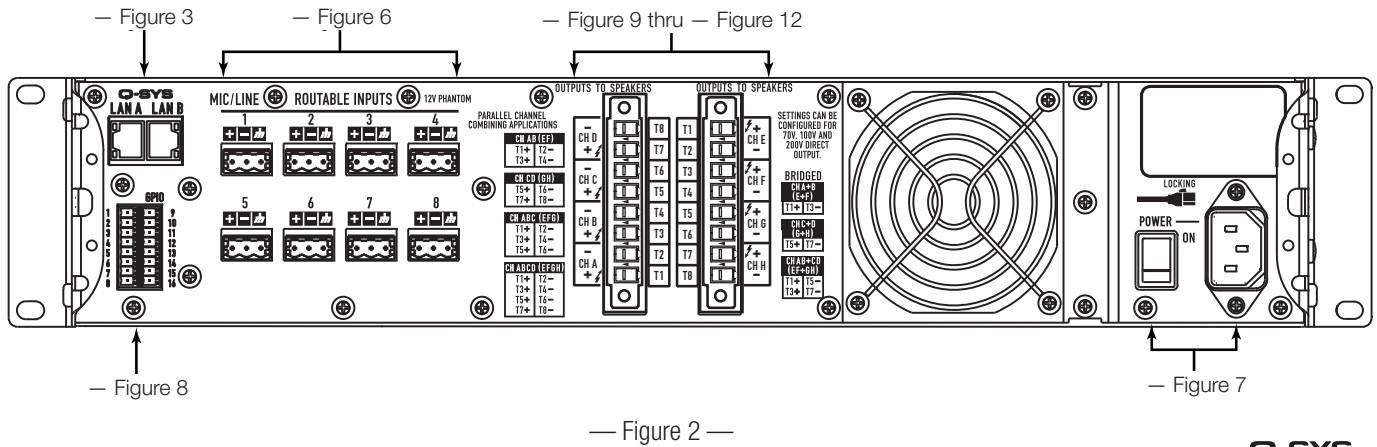 — Figure 3
— Figure 6
— Figure 9 thru — Figure 12
Q-SYS
LAN A LAN B
MIC/LINE ROUTABLE INPUTS 12V PHANTOM
1 2 3 4
+ − + − + − + −
5 6 7 8
+ − + − + − + −
GPIO
1 9
2 10
3 11
4 12
5 13
6 14
7 15
8 16
PARALLEL CHANNEL
COMBINING APPLICATIONS
CH AB (EF)
T1+ T2−
T3+ T4−
CH CD (GH)
T5+ T6−
T7+ T8−
CH ABC (EFG)
T1+ T2−
T3+ T4−
T5+ T6−
CH ABCD (EFGH)
T1+ T2−
T3+ T4−
T5+ T6−
T7+ T8−
OUTPUTS TO SPEAKERS
−
CH D
+
−
CH C
+
−
CH B
+
−
CH A
+
T8
T7
T6
T5
T4
T3
T2
T1
OUTPUTS TO SPEAKERS
T1
T2
T3
T4
T5
T6
T7
T8
+
CH E
−
+
CH F
−
+
CH G
−
+
CH H
−
SETTINGS CAN BE
CONFIGURED FOR
70V, 100V AND
200V DIRECT
OUTPUT.
BRIDGED
CH A+B
(E+F)
T1+ T3−
CH C+D
(G+H)
T5+ T7−
CH AB+CD
(EF+GH)
T1+ T5−
T3+ T7−
LOCKING
POWER
ON
— Figure 8
— Figure 7
— Figure 2 —
Q-SYS